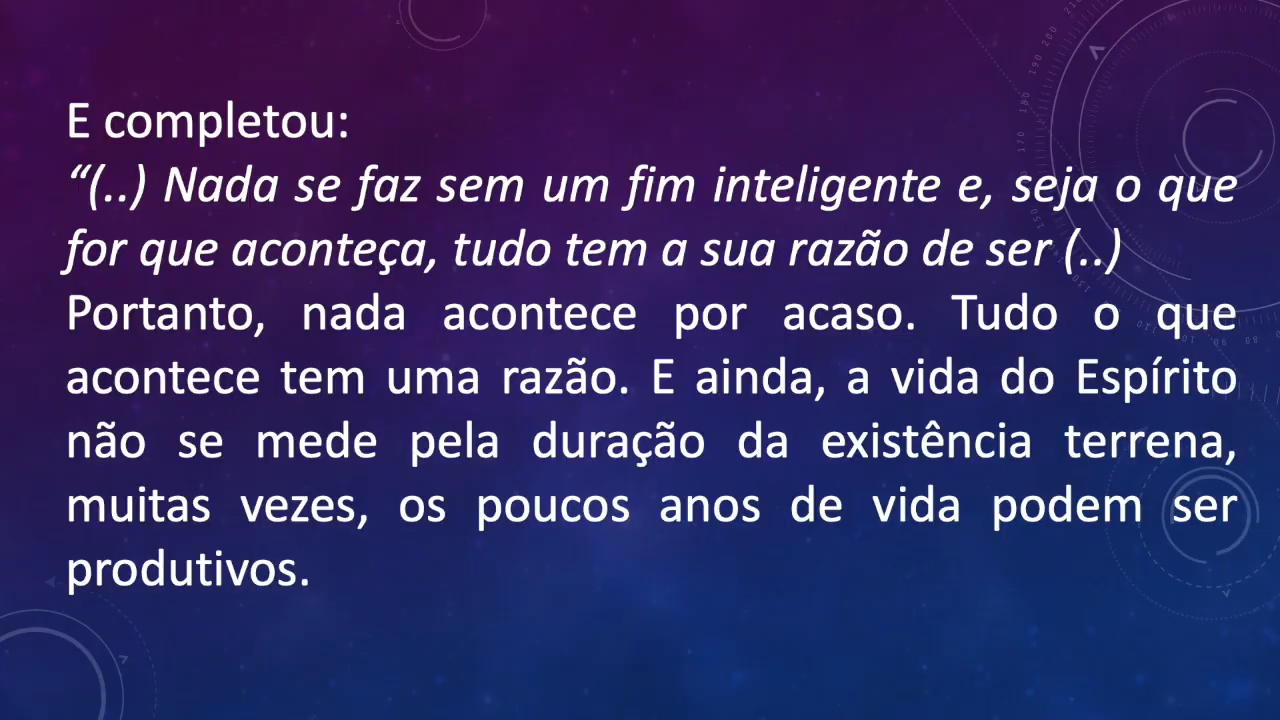 E completou:
“(..) Nada se faz sem um fim inteligente e, seja o que
for que aconteça, tudo tem a sua razão de ser (..)
Portanto, nada acontece por acaso. Tudo o que
acontece tem uma razão. E ainda, a vida do Espírito
não se mede pela duração da existência terrena,
muitas vezes, os poucos anos de vida podem ser
produtivos.